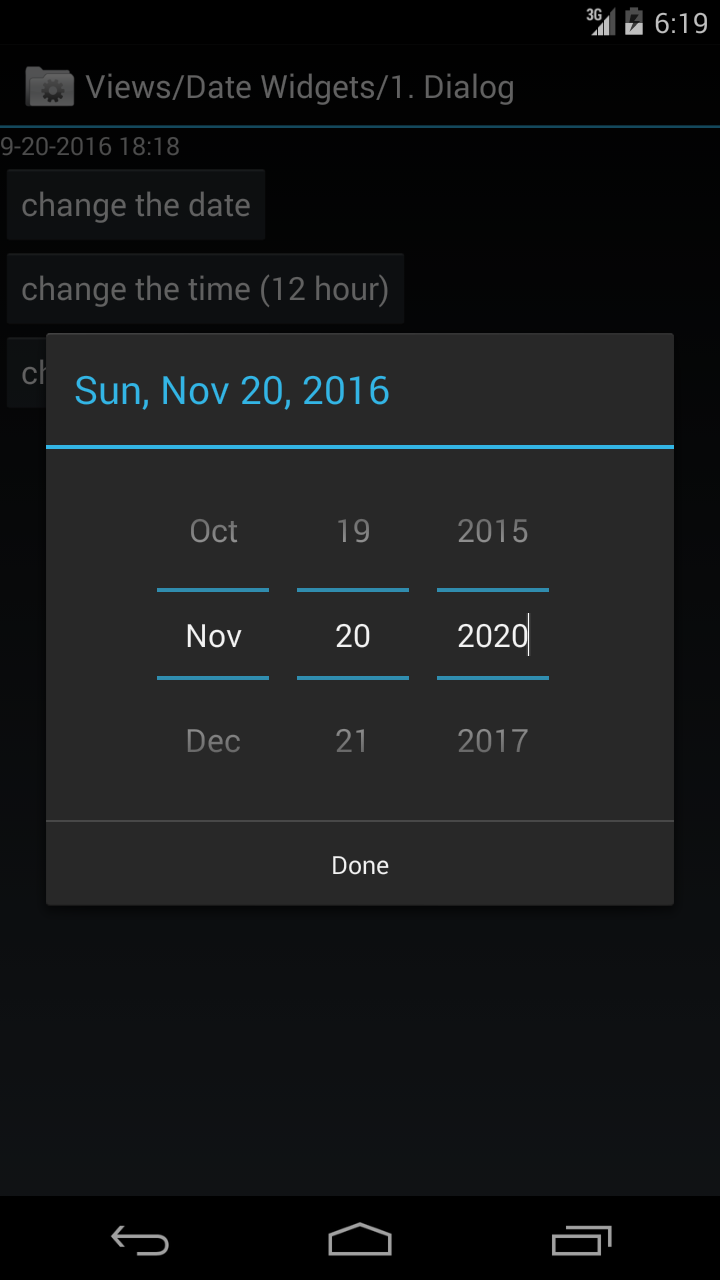 3G 6:19
Views/Date Widgets/1. Dialog
9-20-2016 18:18
change the date
change the time (12 hour)
Sun, Nov 20, 2016
Oct 19 2015
Nov 20 2020
Dec 21 2017
Done